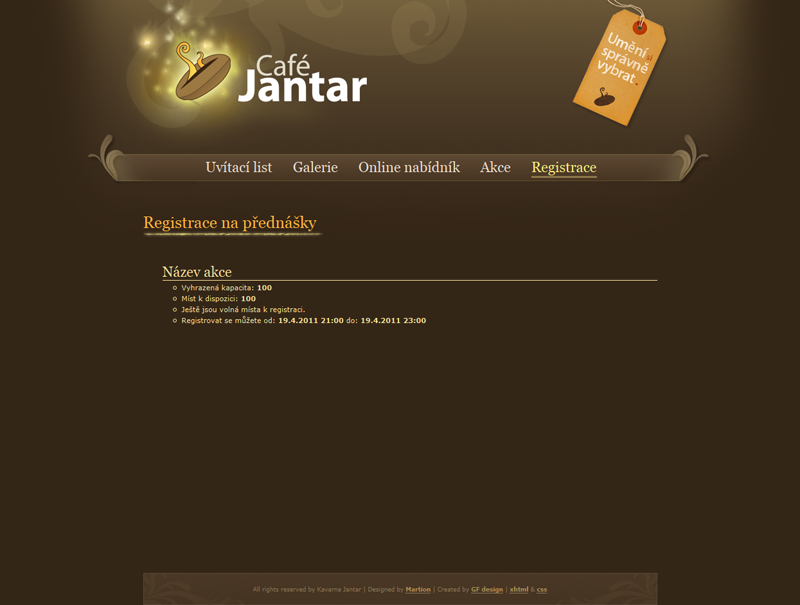 Café
Jantar
Umění
správně
vybrat.
Uvítací list Galerie Online nabídník Akce Registrace
Registrace na přednášky
Název akce
Vyhrazená kapacita: 100
Míst k dispozici: 100
Ještě jsou volná místa k registraci.
Registrovat se můžete od: 19.4.2011 21:00 do: 19.4.2011 23:00
All rights reserved by Kavarna Jantar | Designed by Martion | Created by GF design | xhtml & css